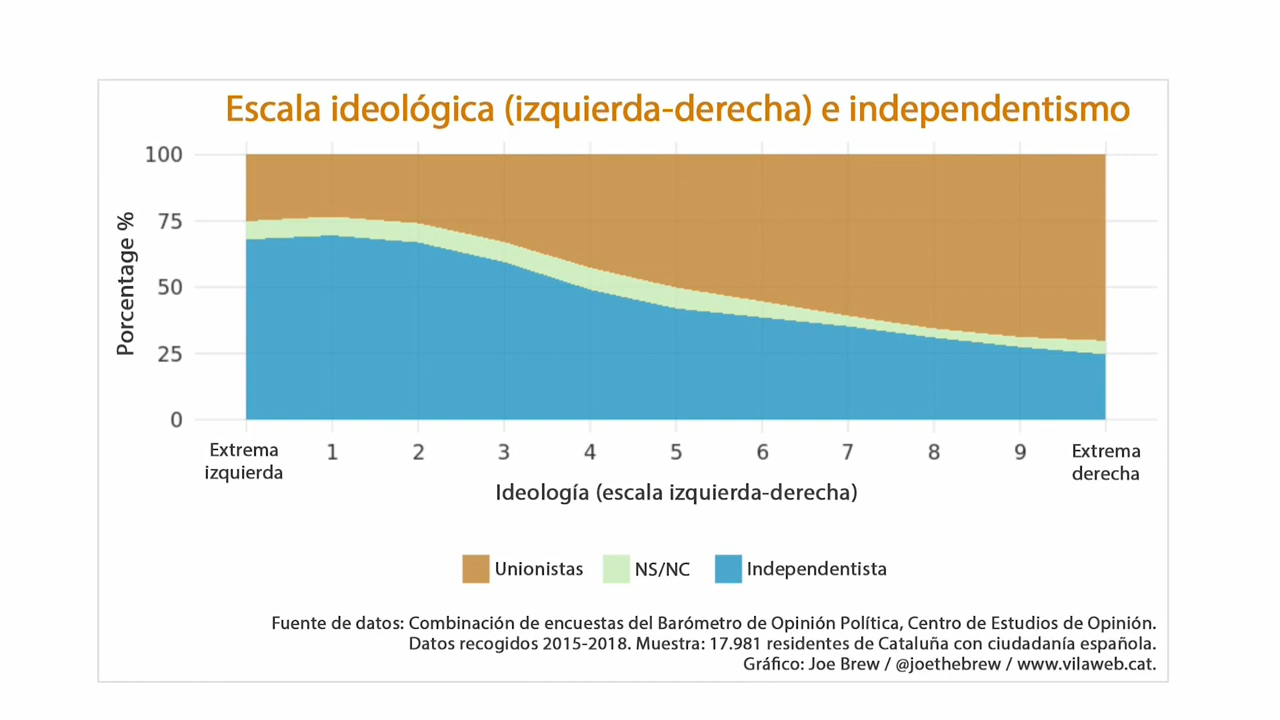 Escala ideológica (izquierda-derecha) e independentismo
100
75
50
25
0
Porcentage %
Extrema
izquierda
1
2
3
4
5
6
7
8
9
Extrema
derecha
Ideología (escala izquierda-derecha)
Unionistas
NS/NC
Independentista
Fuente de datos: Combinación de encuestas del Barómetro de Opinión Política, Centro de Estudios de Opinión.
Datos recogidos 2015-2018. Muestra: 17.981 residentes de Cataluña con ciudadanía española.
Gráfico: Joe Brew / @joethebrew / www.vilaweb.cat.